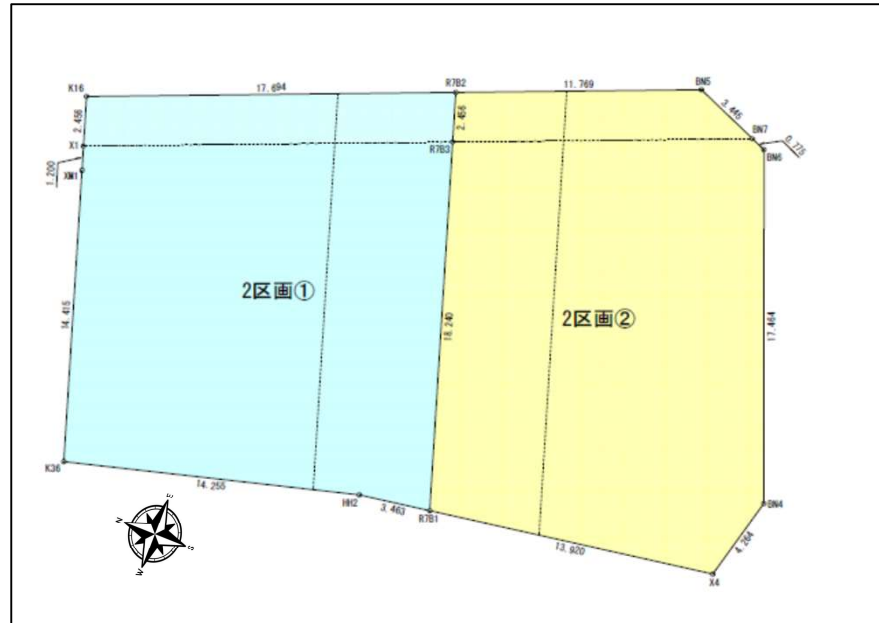 K16
17.694
R7B2
11.769
BN5
2.456
2.456
3.445
X1
R7B3
BN7
0.775
BN6
1.200
XW1
2区画①
2区画②
14.415
18.240
17.464
K36
14.255
HH2
3.463
R7B1
13.920
BN4
4.264
X4
N
E
S
W